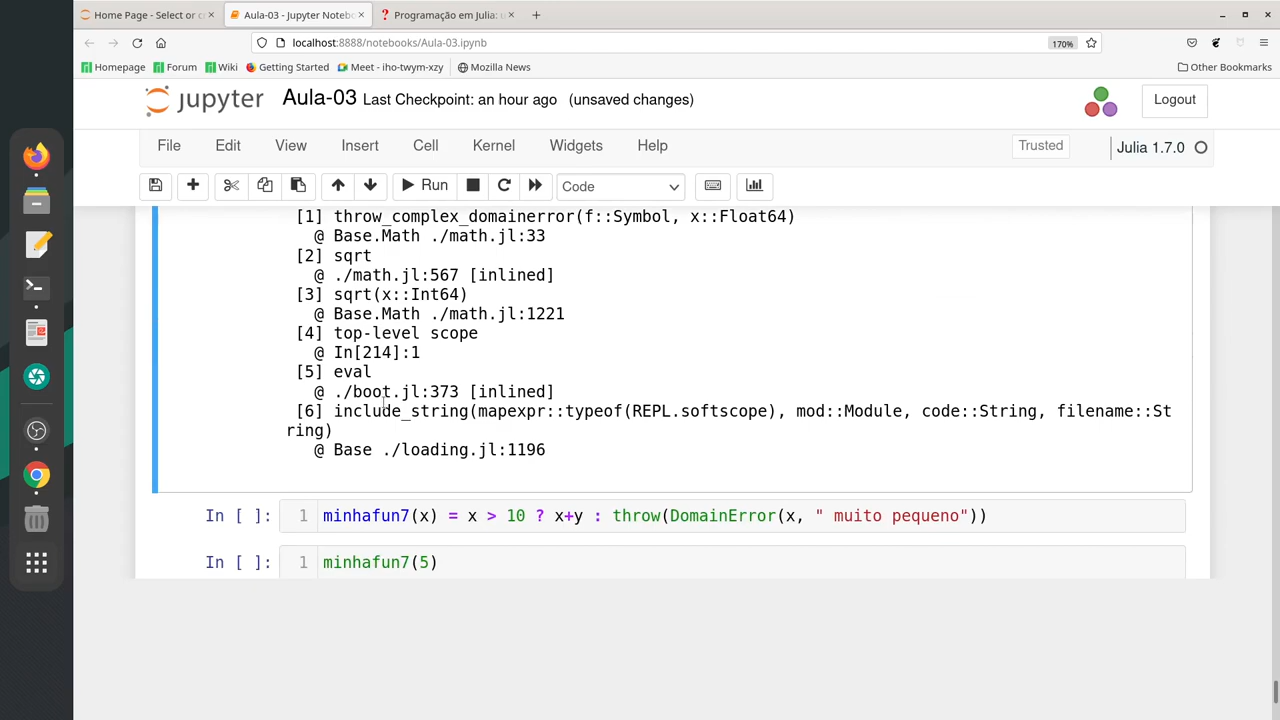 Home Page - Select or c
Aula-03 - Jupyter Noteb
Programação em Julia: u
localhost:8888/notebooks/Aula-03.ipynb
170%
Homepage
Forum
Wiki
Getting Started
Meet - iho-twym-xzy
Mozilla News
Other Bookmarks
jupyter
Aula-03 Last Checkpoint: an hour ago (unsaved changes)
Logout
File Edit View Insert Cell Kernel Widgets Help
Trusted
Julia 1.7.0
Run
Code
[1] throw_complex_domainerror(f::Symbol, x::Float64)
@ Base.Math ./math.jl:33
[2] sqrt
@ ./math.jl:567 [inlined]
[3] sqrt(x::Int64)
@ Base.Math ./math.jl:1221
[4] top-level scope
@ In[214]:1
[5] eval
@ ./boot.jl:373 [inlined]
[6] include_string(mapexpr::typeof(REPL.softscope), mod::Module, code::String, filename::St
ring)
@ Base ./loading.jl:1196
In [ ]: 1 minhafun7(x) = x > 10 ? x+y : throw(DomainError(x, " muito pequeno"))
In [ ]: 1 minhafun7(5)